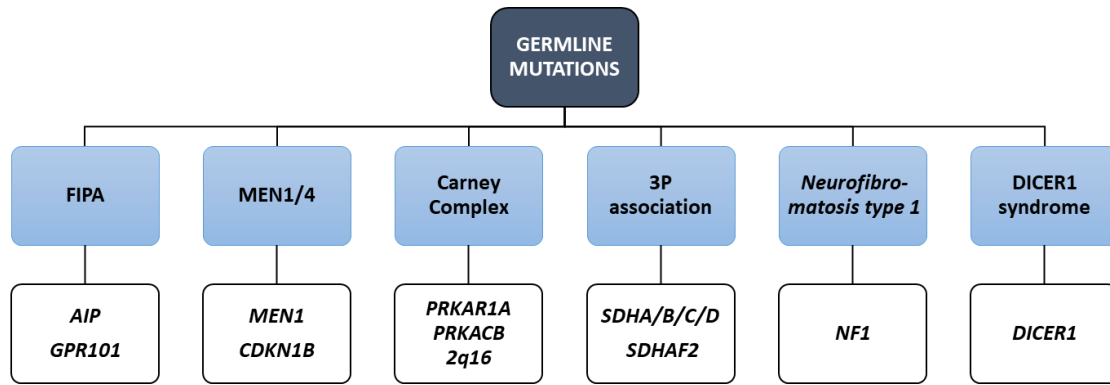 GERMLINE
MUTATIONS
FIPA
MEN1/4
Carney
Complex
3P
association
Neurofibro-
matosis type 1
DICER1
syndrome
AIP
GPR101
MEN1
CDKN1B
PRKAR1A
PRKACB
2q16
SDHA/B/C/D
SDHAF2
NF1
DICER1